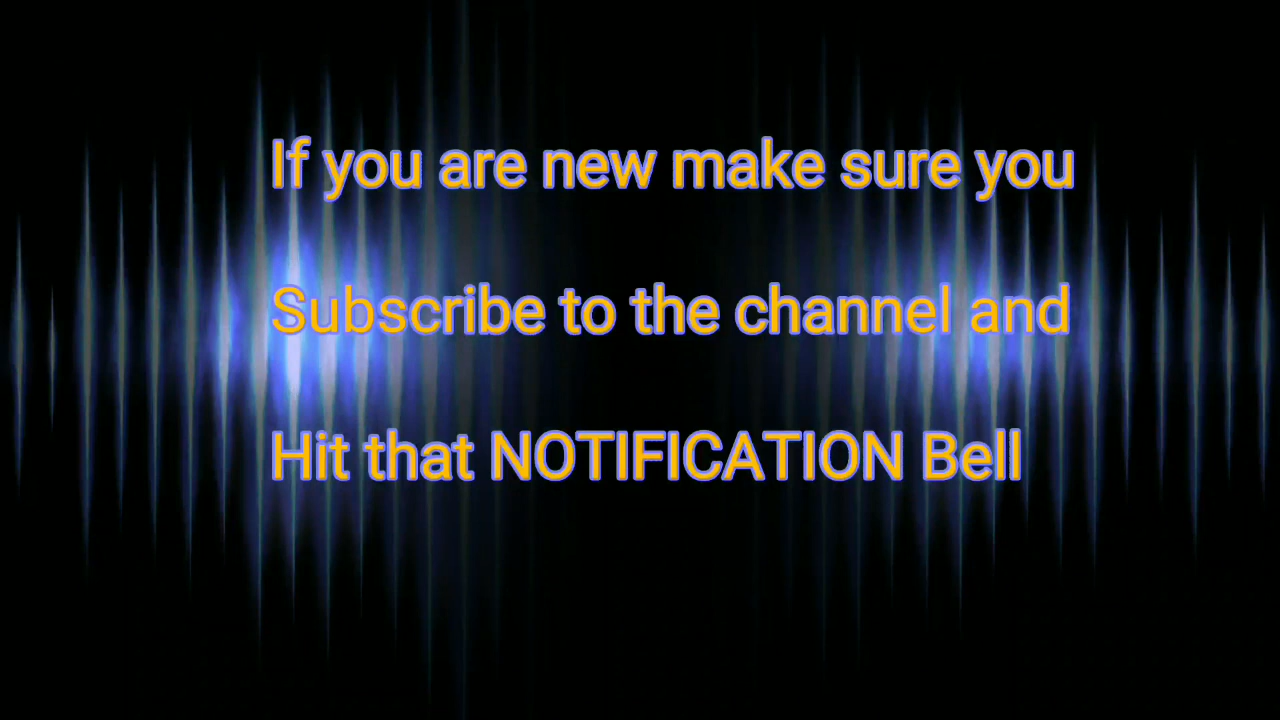 If you are new make sure you
Subscribe to the channel and
Hit that NOTIFICATION Bell